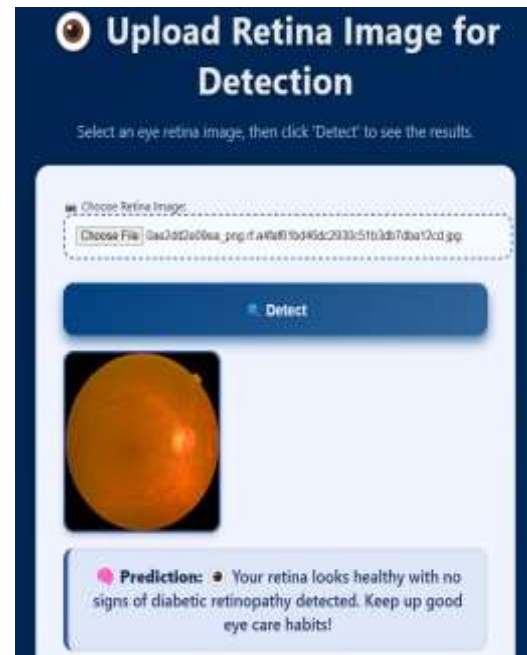 Upload Retina Image for
Detection
Select an eye retina image, then click 'Detect' to see the results.
Choose Retina Image:
Choose File
Detect
Prediction: Your retina looks healthy with no
signs of diabetic retinopathy detected. Keep up good
eye care habits!